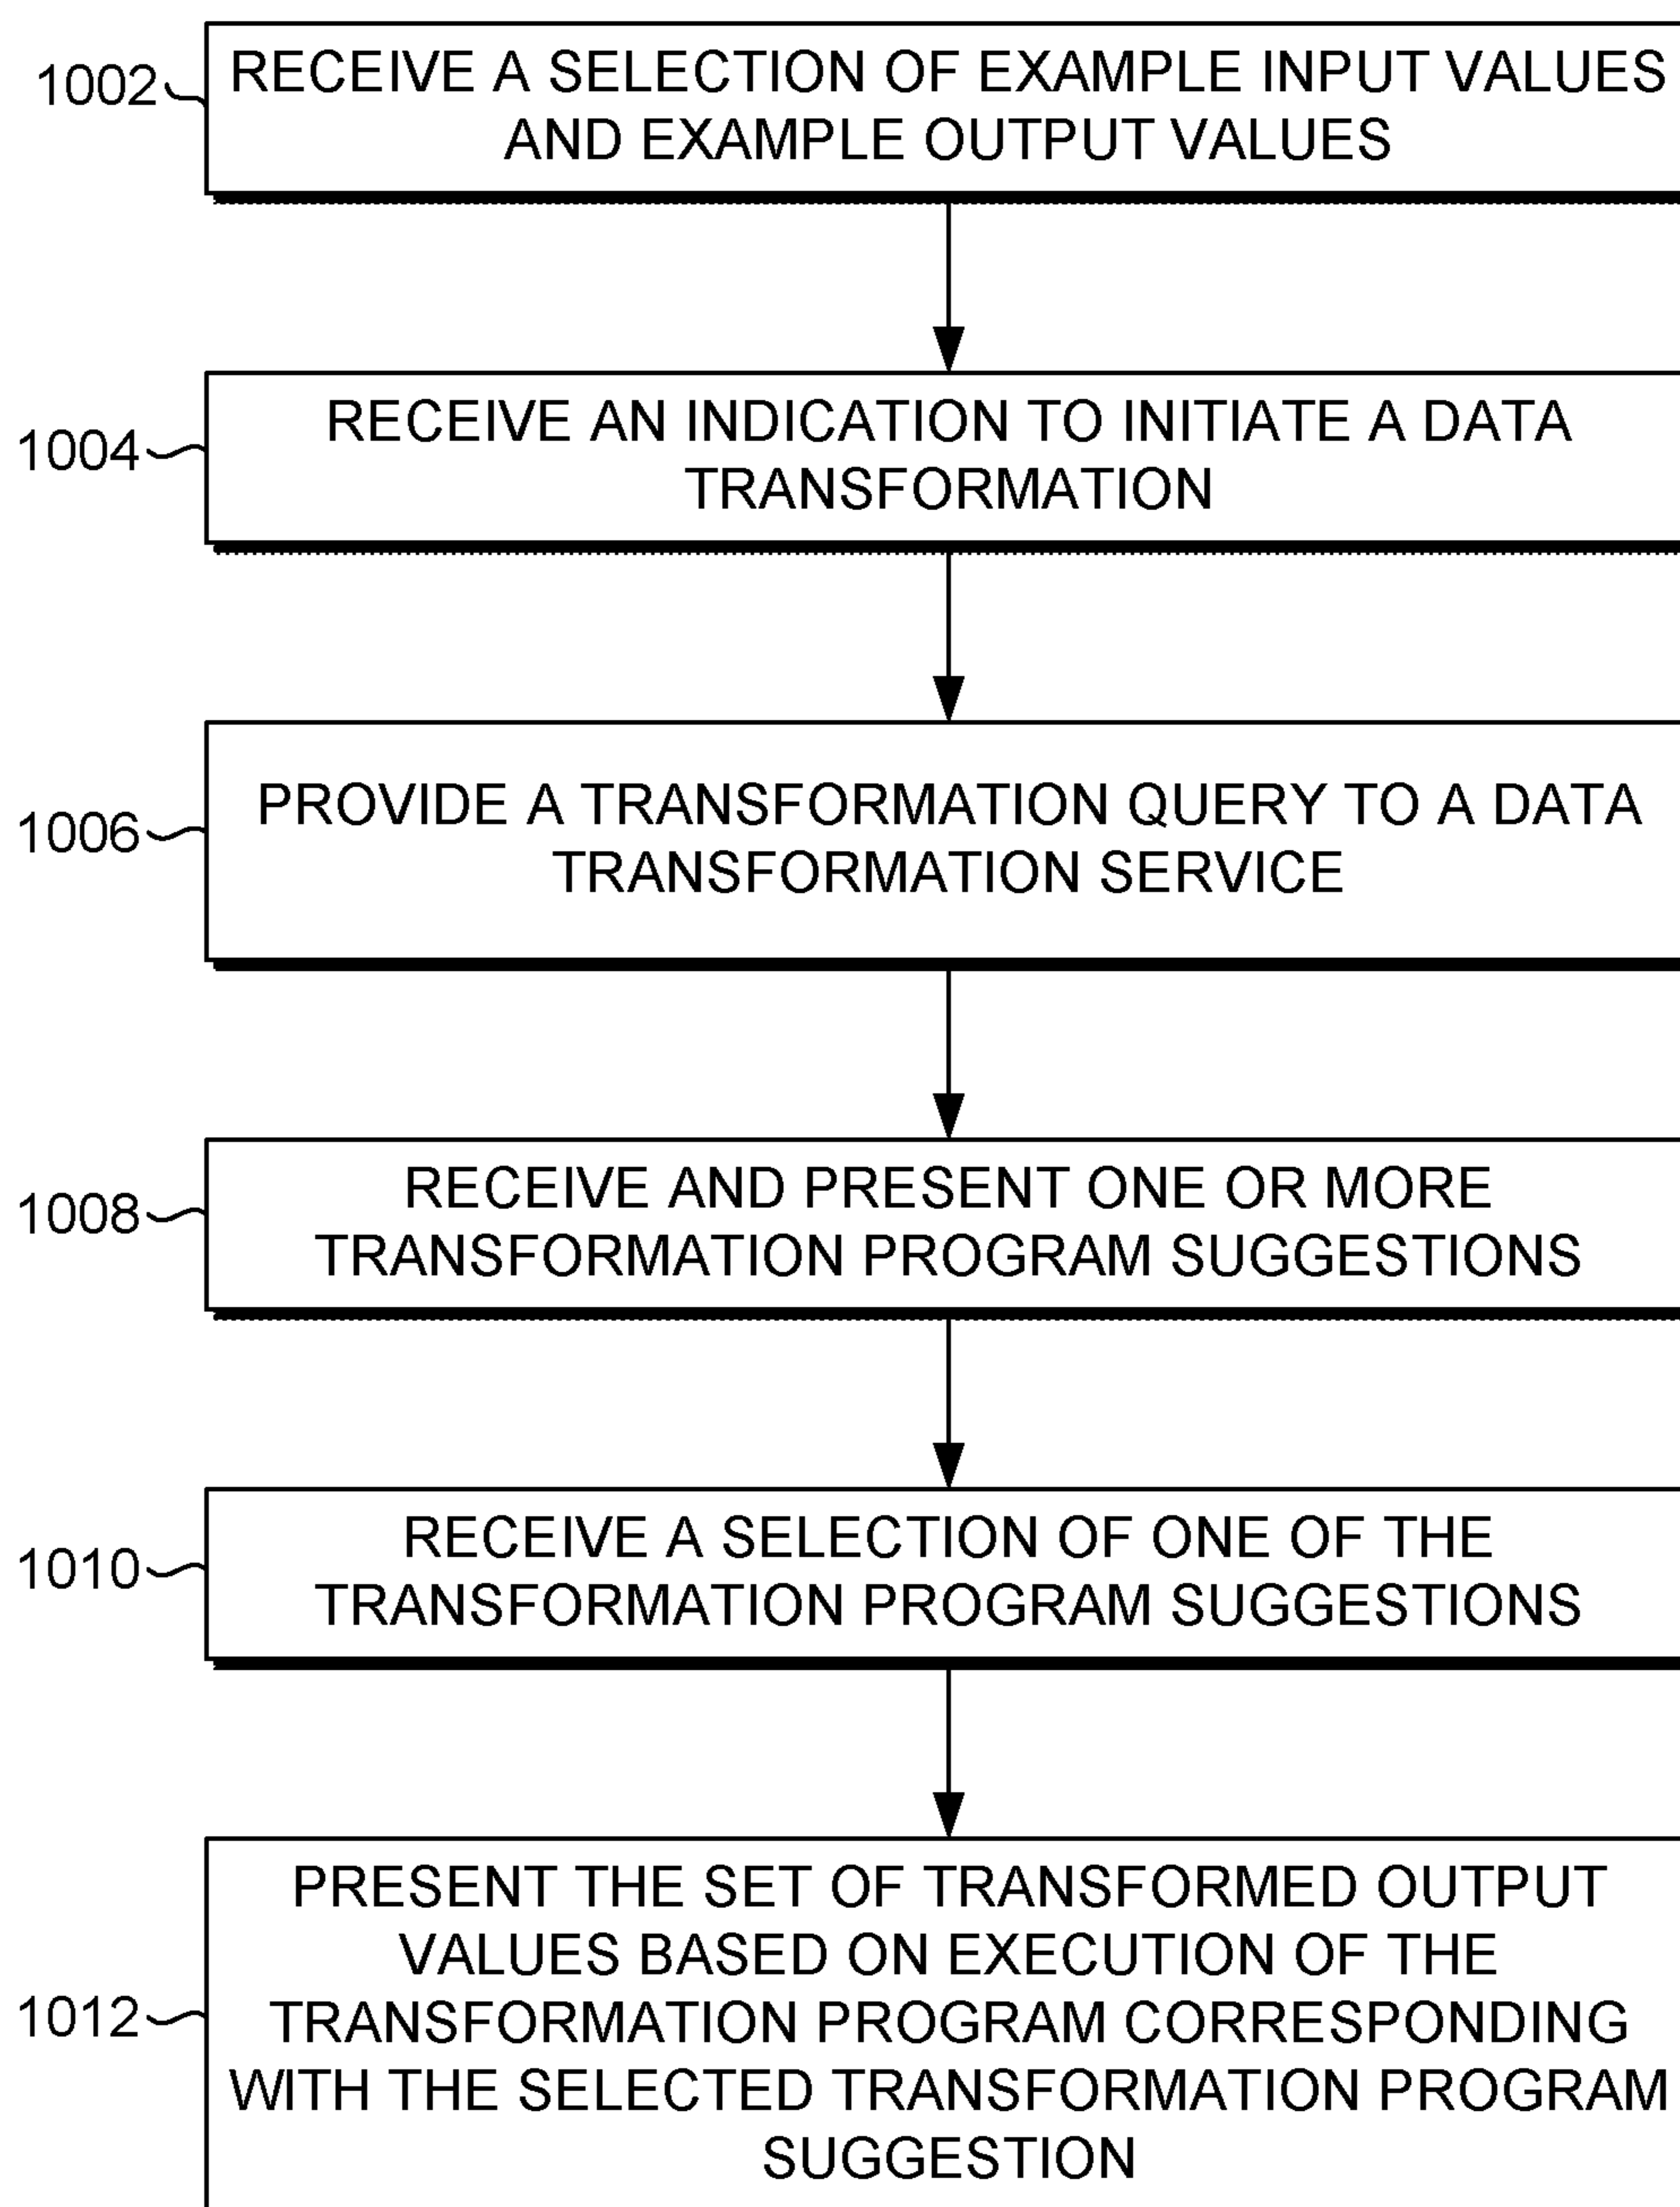 1002
RECEIVE A SELECTION OF EXAMPLE INPUT VALUES
AND EXAMPLE OUTPUT VALUES
1004
RECEIVE AN INDICATION TO INITIATE A DATA
TRANSFORMATION
1006
PROVIDE A TRANSFORMATION QUERY TO A DATA
TRANSFORMATION SERVICE
1008
RECEIVE AND PRESENT ONE OR MORE
TRANSFORMATION PROGRAM SUGGESTIONS
1010
RECEIVE A SELECTION OF ONE OF THE
TRANSFORMATION PROGRAM SUGGESTIONS
1012
PRESENT THE SET OF TRANSFORMED OUTPUT
VALUES BASED ON EXECUTION OF THE
TRANSFORMATION PROGRAM CORRESPONDING
WITH THE SELECTED TRANSFORMATION PROGRAM
SUGGESTION